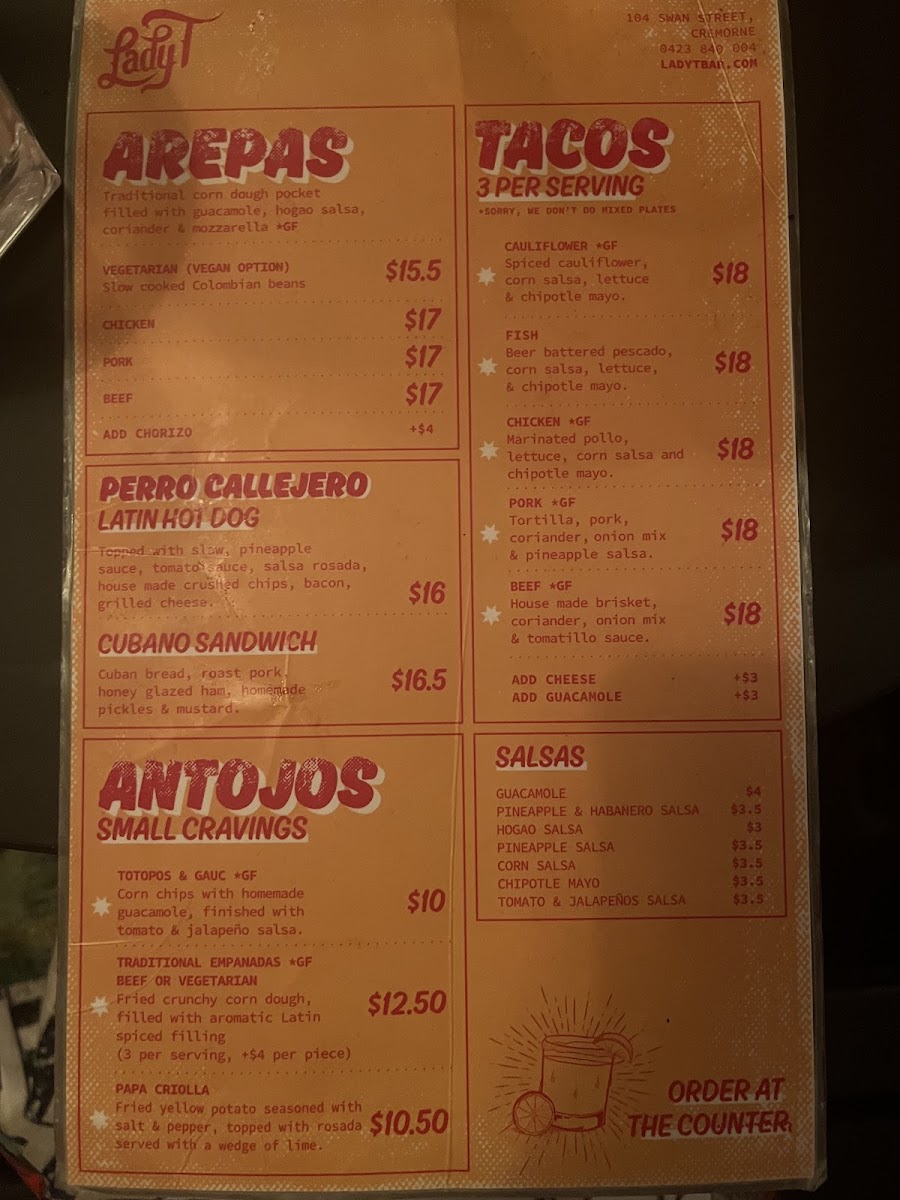 Lady T
104 SWAN STREET,
CREMORNE
0423 840 004
LADYTBAR.COM
AREPAS
Traditional corn dough pocket
filled with guacamole, hogao salsa,
coriander & mozzarella *GF
VEGETARIAN (VEGAN OPTION)
Slow cooked Colombian beans
$15.5
CHICKEN $17
PORK $17
BEEF $17
ADD CHORIZO +$4
PERRO CALLEJERO
LATIN HOT DOG
Topped with slaw, pineapple
sauce, tomato sauce, salsa rosada,
house made crushed chips, bacon,
grilled cheese.
$16
CUBANO SANDWICH
Cuban bread, roast pork
honey glazed ham, homemade
pickles & mustard.
$16.5
ANTOJOS
SMALL CRAVINGS
TOTOPOS & GAUC *GF
Corn chips with homemade
guacamole, finished with
tomato & jalapeño salsa.
$10
TRADITIONAL EMPANADAS *GF
BEEF OR VEGETARIAN
Fried crunchy corn dough,
filled with aromatic Latin
spiced filling
(3 per serving, +$4 per piece)
$12.50
PAPA CRIOLLA
Fried yellow potato seasoned with
salt & pepper, topped with rosada
served with a wedge of lime.
$10.50
TACOS
3 PER SERVING
*SORRY, WE DON'T DO MIXED PLATES
CAULIFLOWER *GF
Spiced cauliflower,
corn salsa, lettuce
& chipotle mayo.
$18
FISH
Beer battered pescado,
corn salsa, lettuce,
& chipotle mayo.
$18
CHICKEN *GF
Marinated pollo,
lettuce, corn salsa and
chipotle mayo.
$18
PORK *GF
Tortilla, pork,
coriander, onion mix
& pineapple salsa.
$18
BEEF *GF
House made brisket,
coriander, onion mix
& tomatillo sauce.
$18
ADD CHEESE +$3
ADD GUACAMOLE +$3
SALSAS
GUACAMOLE $4
PINEAPPLE & HABANERO SALSA $3.5
HOGAO SALSA $3
PINEAPPLE SALSA $3.5
CORN SALSA $3.5
CHIPOTLE MAYO $3.5
TOMATO & JALAPEÑOS SALSA $3.5
ORDER AT
THE COUNTER.